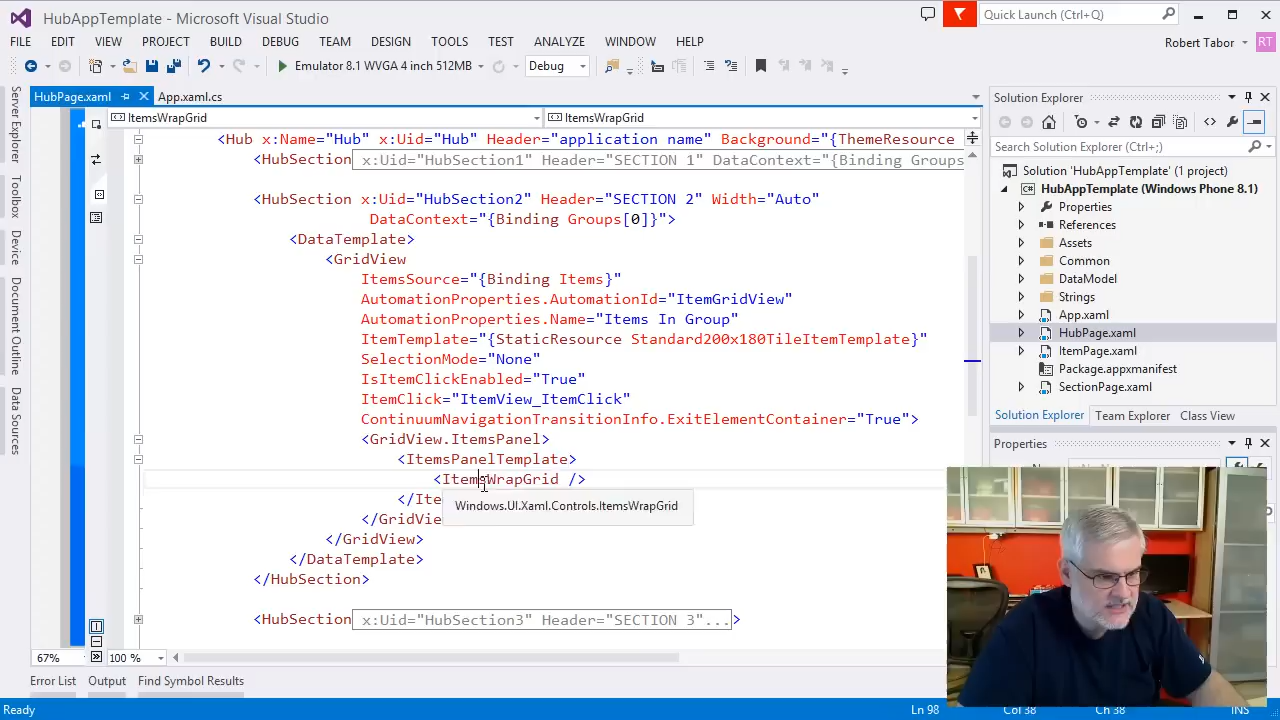 HubAppTemplate - Microsoft Visual Studio
Quick Launch (Ctrl+Q)
FILE EDIT VIEW PROJECT BUILD DEBUG TEAM DESIGN TOOLS TEST ANALYZE WINDOW HELP
Robert Tabor
RT
Emulator 8.1 WVGA 4 inch 512MB
Debug
Server Explorer
Toolbox
Device
Document Outline
Data Sources
HubPage.xaml
App.xaml.cs
ItemsWrapGrid
ItemsWrapGrid
<Hub x:Name="Hub" x:Uid="Hub" Header="application name" Background="{ThemeResource
<HubSection x:Uid="HubSection1" Header="SECTION 1" DataContext="{Binding Groups
<HubSection x:Uid="HubSection2" Header="SECTION 2" Width="Auto"
DataContext="{Binding Groups[0]}">
<DataTemplate>
<GridView
ItemsSource="{Binding Items}"
AutomationProperties.AutomationId="ItemGridView"
AutomationProperties.Name="Items In Group"
ItemTemplate="{StaticResource Standard200x180TileItemTemplate}"
SelectionMode="None"
IsItemClickEnabled="True"
ItemClick="ItemView_ItemClick"
ContinuumNavigationTransitionInfo.ExitElementContainer="True">
<GridView.ItemsPanel>
<ItemsPanelTemplate>
<ItemsWrapGrid />
</Ite
Windows.UI.Xaml.Controls.ItemsWrapGrid
</GridVie
</GridView>
</DataTemplate>
</HubSection>
<HubSection x:Uid="HubSection3" Header="SECTION 3"...>
67%
100 %
Error List Output Find Symbol Results
Ready
Ln 98
Col 38
Ch 38
INS
Solution Explorer
Search Solution Explorer (Ctrl+;)
Solution 'HubAppTemplate' (1 project)
HubAppTemplate (Windows Phone 8.1)
Properties
References
Assets
Common
DataModel
Strings
App.xaml
HubPage.xaml
ItemPage.xaml
Package.appxmanifest
SectionPage.xaml
Solution Explorer Team Explorer Class View
Properties